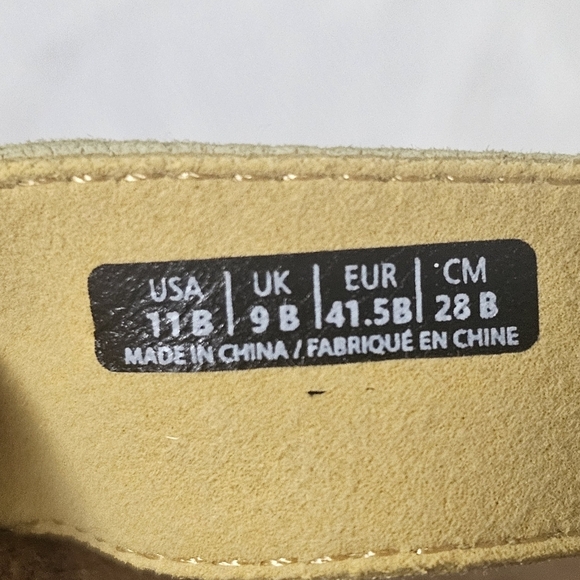 USA | UK | EUR | CM
11 B | 9 B | 41.5B | 28 B
MADE IN CHINA / FABRIQUÉ EN CHINE